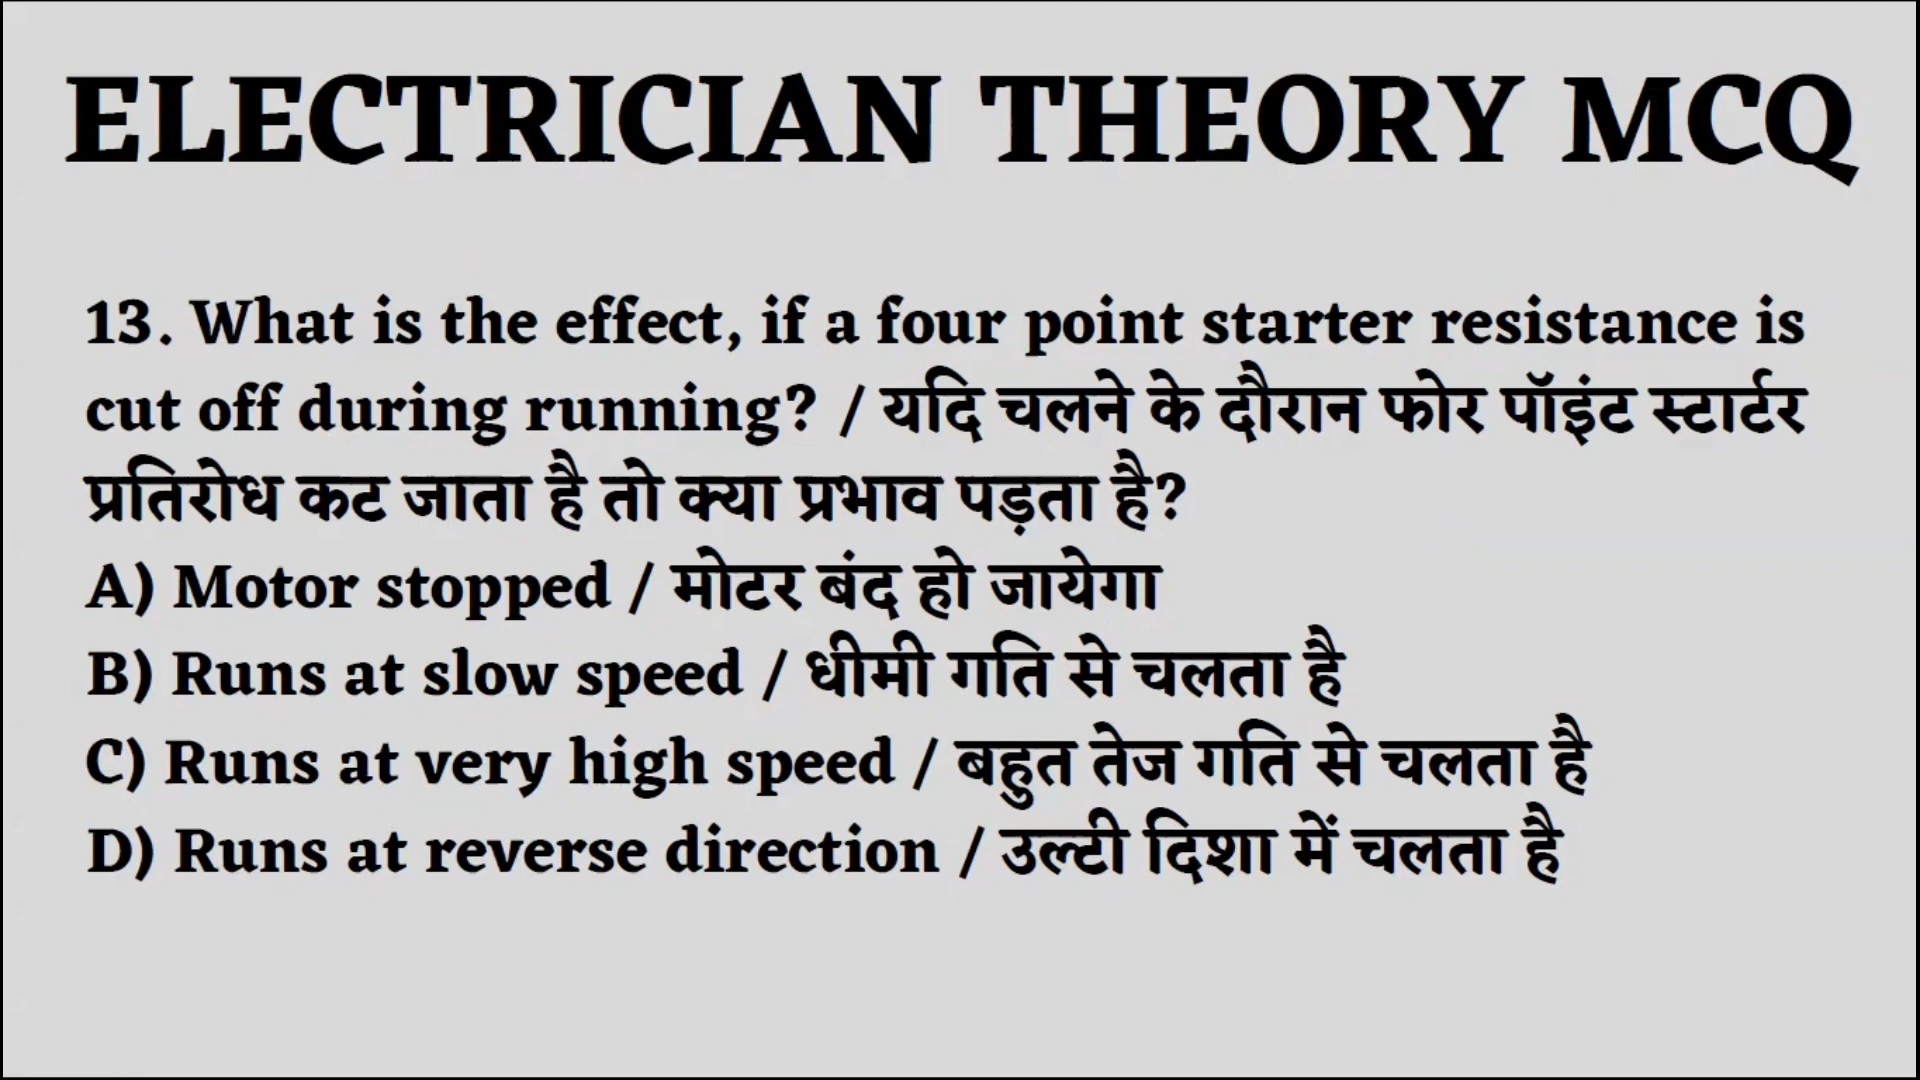 ELECTRICIAN THEORY MCQ
13. What is the effect, if a four point starter resistance is
cut off during running? / यदि चलने के दौरान फोर पॉइंट स्टार्टर
प्रतिरोध कट जाता है तो क्या प्रभाव पड़ता है?
A) Motor stopped / मोटर बंद हो जायेगा
B) Runs at slow speed / धीमी गति से चलता है
C) Runs at very high speed / बहुत तेज गति से चलता है
D) Runs at reverse direction / उल्टी दिशा में चलता है